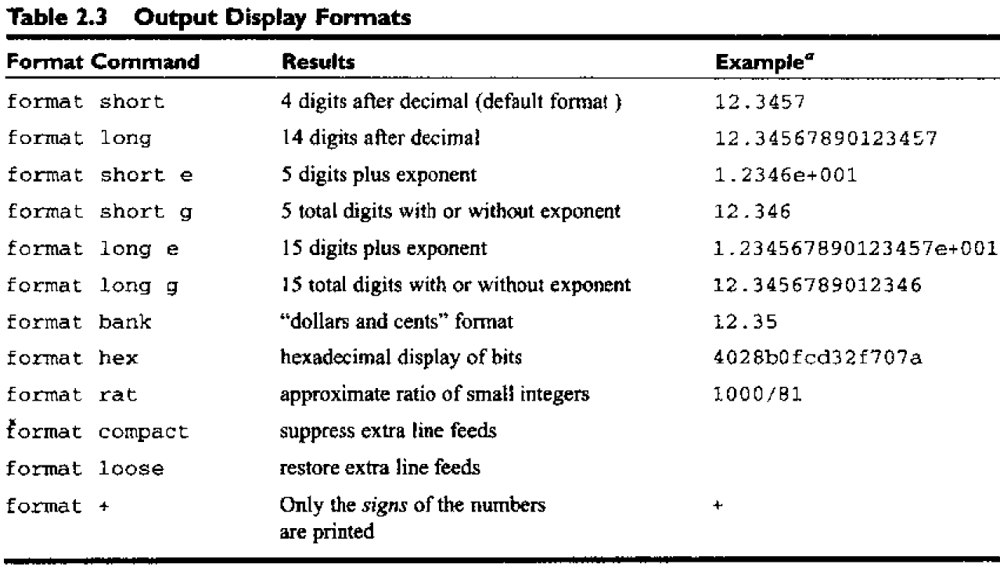 Table 2.3 Output Display Formats
Format Command Results Example^a
format short 4 digits after decimal (default format ) 12.3457
format long 14 digits after decimal 12.34567890123457
format short e 5 digits plus exponent 1.2346e+001
format short g 5 total digits with or without exponent 12.346
format long e 15 digits plus exponent 1.234567890123457e+001
format long g 15 total digits with or without exponent 12.3456789012346
format bank “dollars and cents” format 12.35
format hex hexadecimal display of bits 4028b0fcd32f707a
format rat approximate ratio of small integers 1000/81
format compact suppress extra line feeds
format loose restore extra line feeds
format + Only the signs of the numbers +
are printed